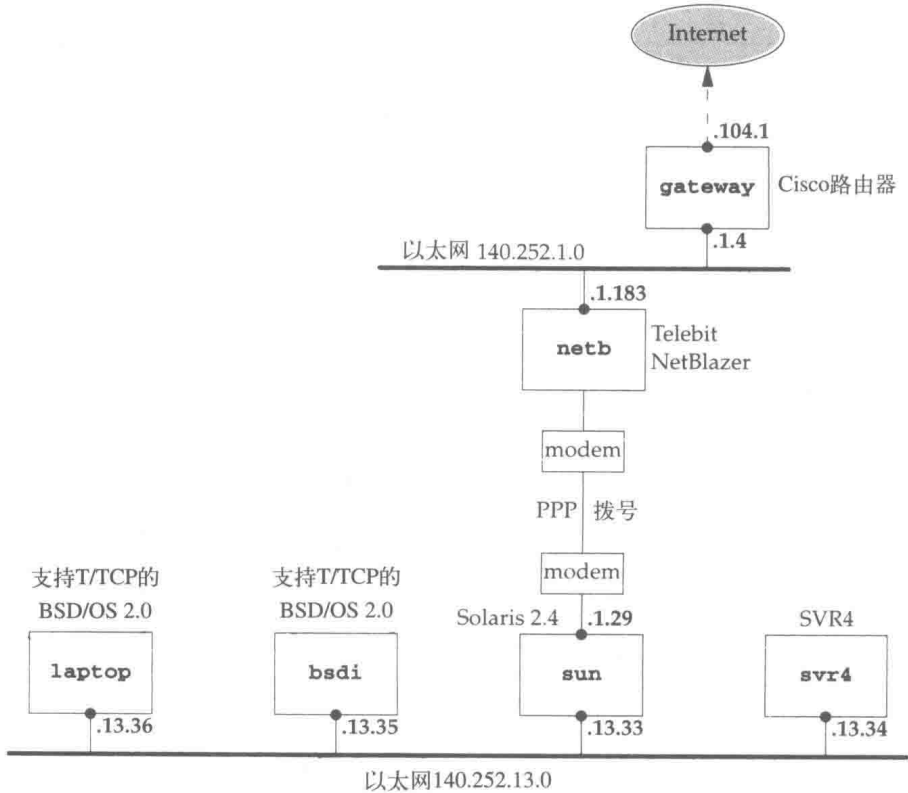 Internet
.104.1
gateway
Cisco路由器
.1.4
以太网 140.252.1.0
.1.183
netb
Telebit
NetBlazer
modem
PPP 拨号
modem
支持T/TCP的
BSD/OS 2.0
支持T/TCP的
BSD/OS 2.0
Solaris 2.4
.1.29
SVR4
laptop
bsdi
sun
svr4
.13.36
.13.35
.13.33
.13.34
以太网140.252.13.0